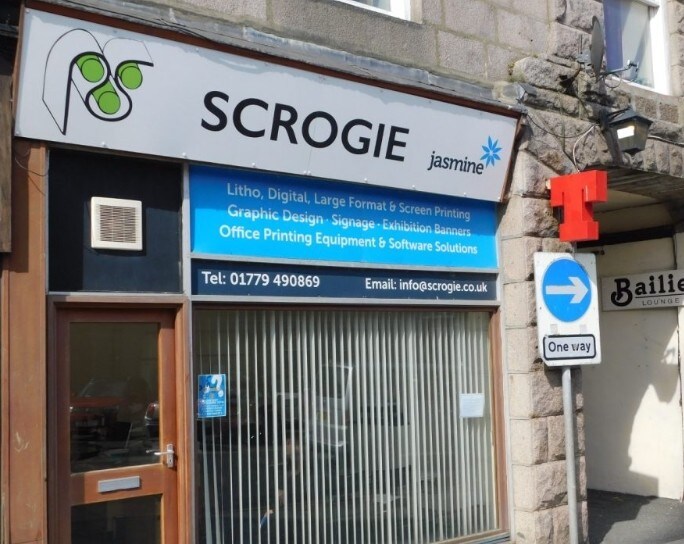 SCROGIE
jasmine
Litho, Digital, Large Format & Screen Printing
Graphic Design · Signage · Exhibition Banners
Office Printing Equipment & Software Solutions
Tel: 01779 490869 Email: info@scrogie.co.uk
T
One way
Bailie
LOUNGE